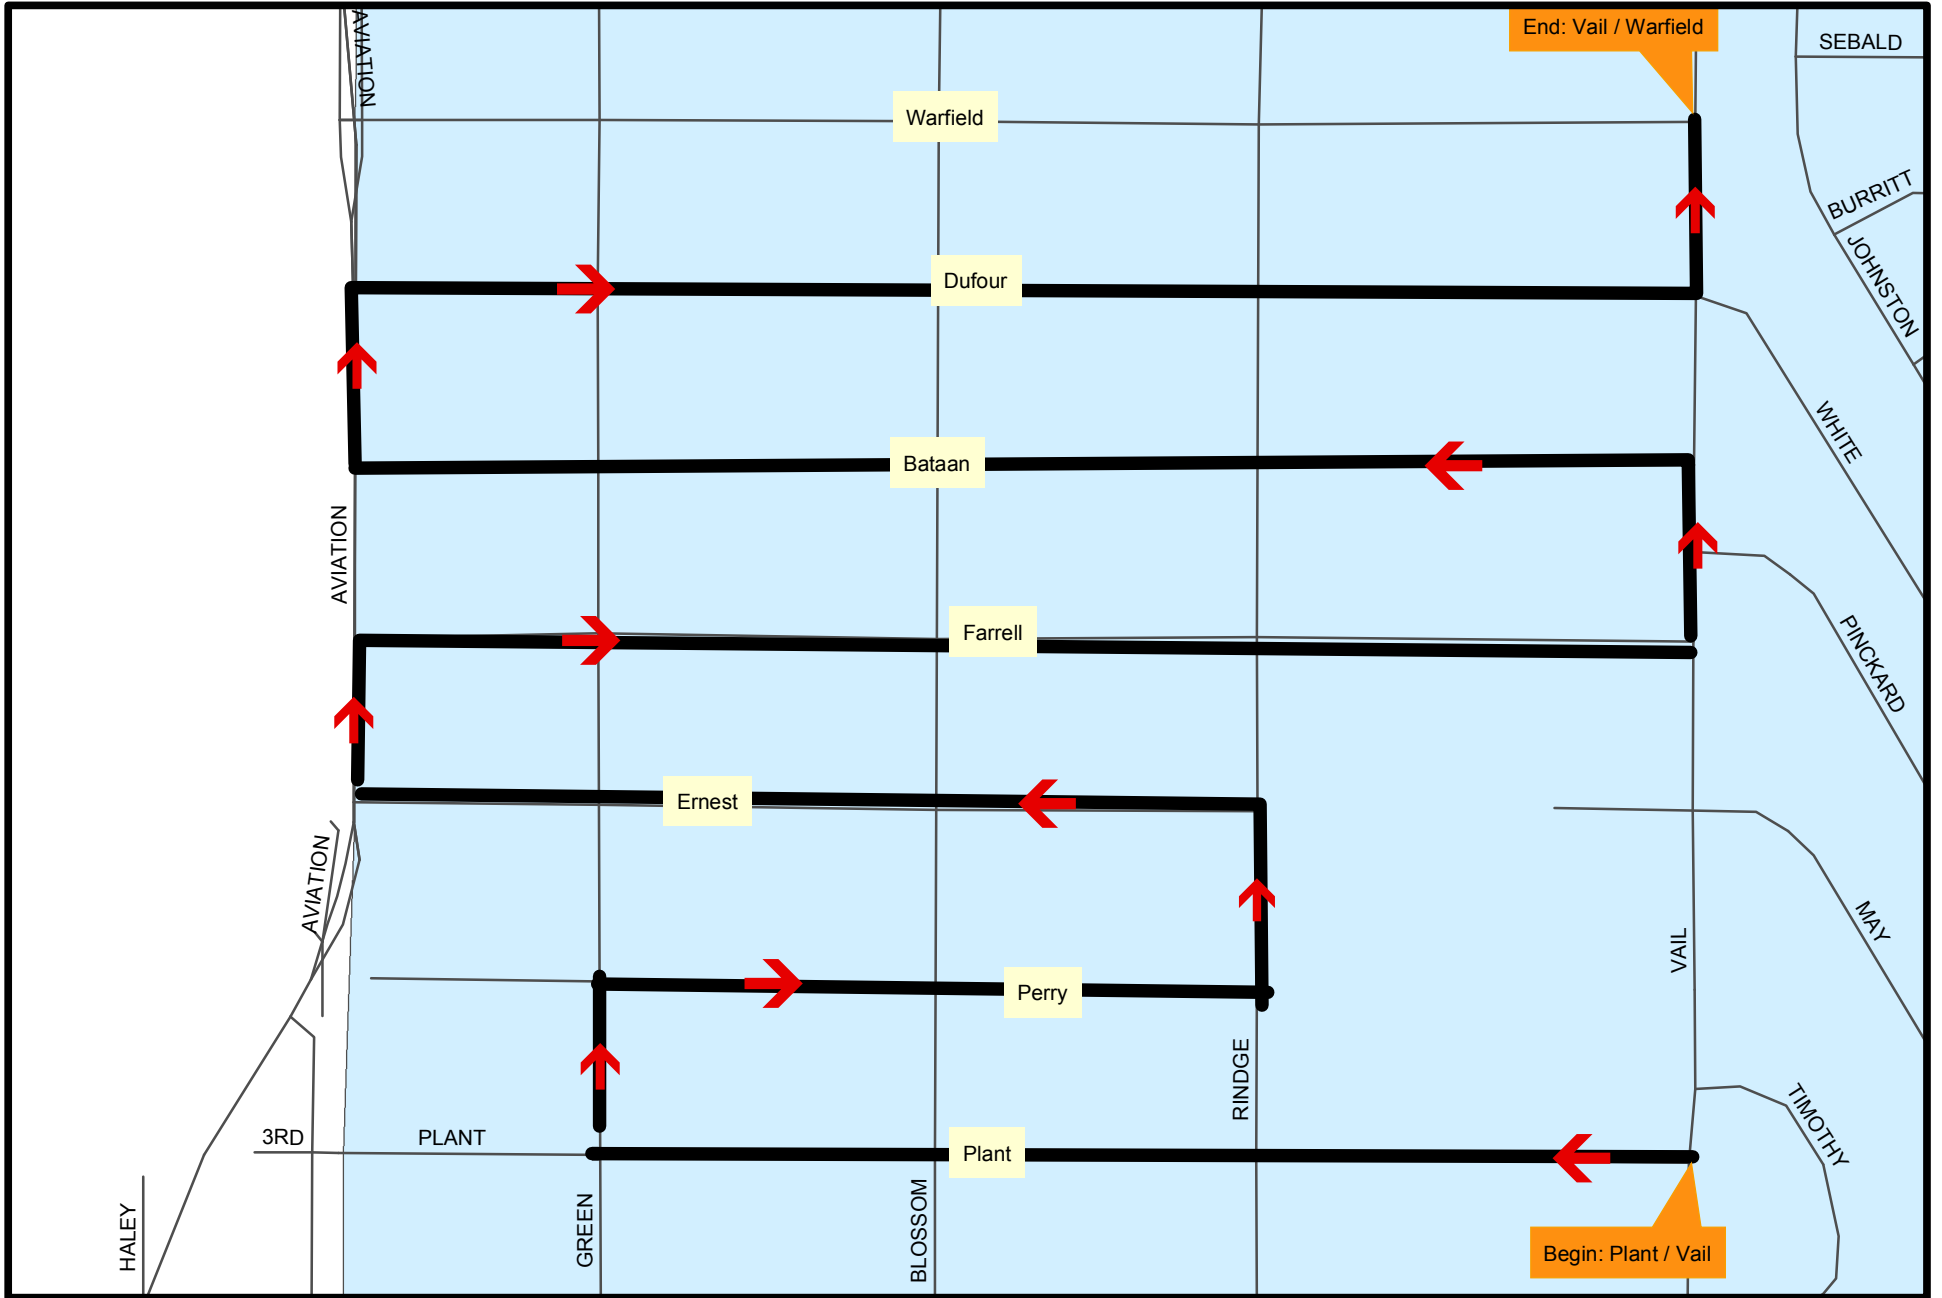 AVIATION
End: Vail / Warfield
SEBALD
Warfield
BURRITT
JOHNSTON
Dufour
WHITE
Bataan
AVIATION
Farrell
PINCKARD
Ernest
AVIATION
MAY
VAIL
Perry
RINDGE
TIMOTHY
3RD
PLANT
Plant
HALEY
GREEN
BLOSSOM
Begin: Plant / Vail